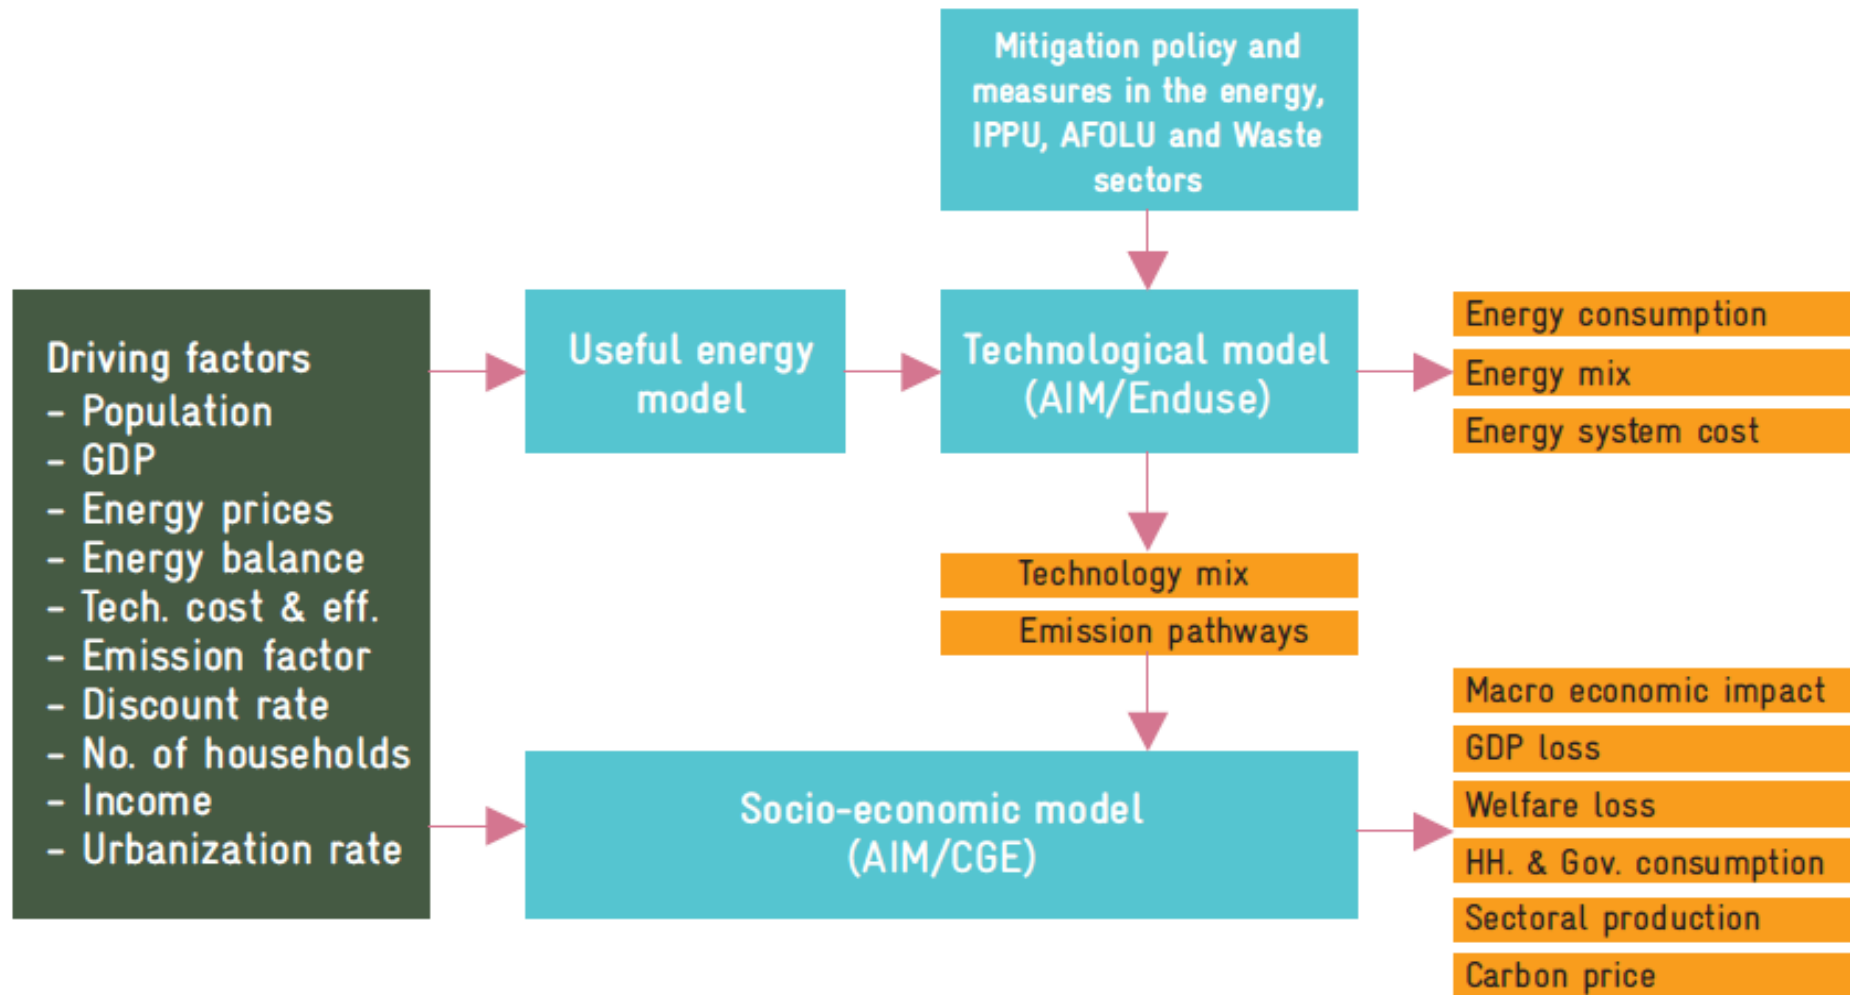 Mitigation policy and
measures in the energy,
IPPU, AFOLU and Waste
sectors
Driving factors
- Population
- GDP
- Energy prices
- Energy balance
- Tech. cost & eff.
- Emission factor
- Discount rate
- No. of households
- Income
- Urbanization rate
Useful energy
model
Technological model
(AIM/Enduse)
Energy consumption
Energy mix
Energy system cost
Technology mix
Emission pathways
Socio-economic model
(AIM/CGE)
Macro economic impact
GDP loss
Welfare loss
HH. & Gov. consumption
Sectoral production
Carbon price